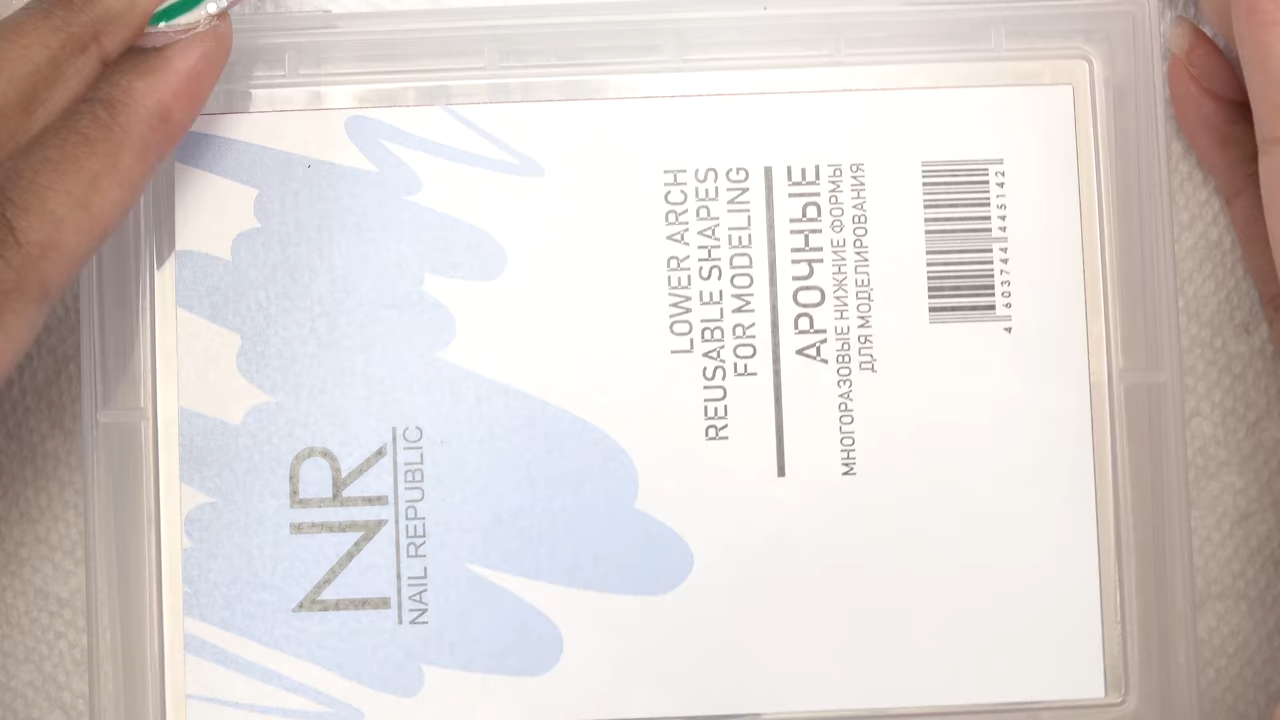 NR
NAIL REPUBLIC
LOWER ARCH
REUSABLE SHAPES
FOR MODELING
АРОЧНЫЕ
МНОГОРАЗОВЫЕ НИЖНИЕ ФОРМЫ
ДЛЯ МОДЕЛИРОВАНИЯ
4 603744 445142